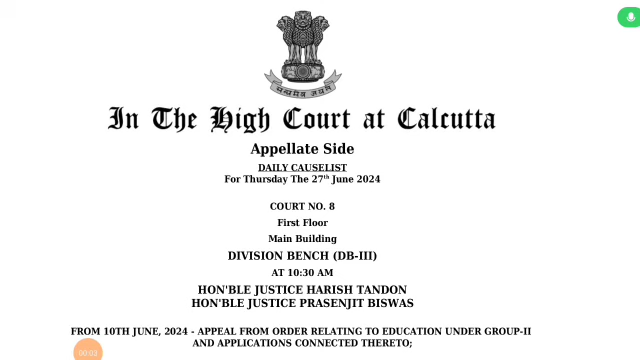 सत्यमेव जयते
In The High Court at Calcutta
Appellate Side
DAILY CAUSELIST
For Thursday The 27th June 2024
COURT NO. 8
First Floor
Main Building
DIVISION BENCH (DB-III)
AT 10:30 AM
HON'BLE JUSTICE HARISH TANDON
HON'BLE JUSTICE PRASENJIT BISWAS
FROM 10TH JUNE, 2024 - APPEAL FROM ORDER RELATING TO EDUCATION UNDER GROUP-II
AND APPLICATIONS CONNECTED THERETO;
00:03